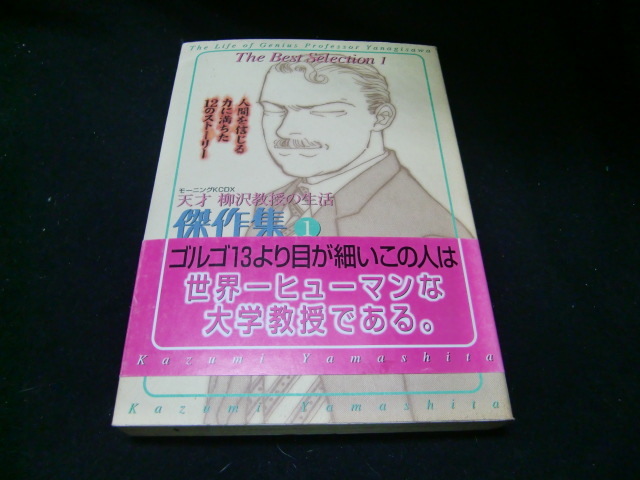 The Life of Genius Professor Yanagisawa
The Best Selection 1
人間を信じる
力に満ちた
12のストーリー
モーニングKCDX
天才 柳沢教授の生活
傑作集 1
ゴルゴ13より目が細いこの人は
世界一ヒューマンな
大学教授である。
Kazumi Yamashita
Kazumi Yamashita